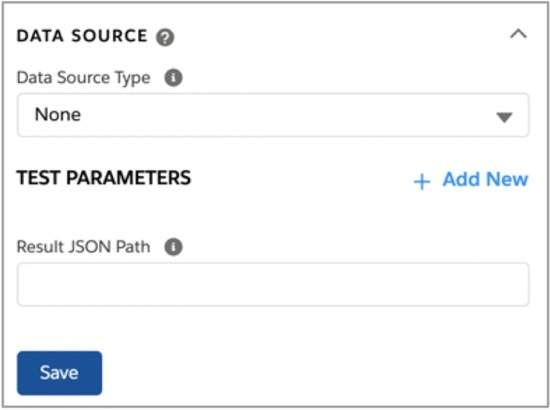 DATA SOURCE ?
Data Source Type i
None
TEST PARAMETERS + Add New
Result JSON Path i
Save